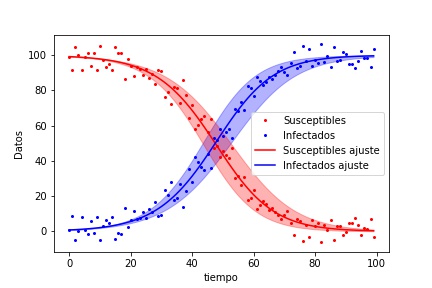 100
80
60
40
20
0
Datos
Susceptibles
Infectados
Susceptibles ajuste
Infectados ajuste
0 20 40 60 80 100
tiempo